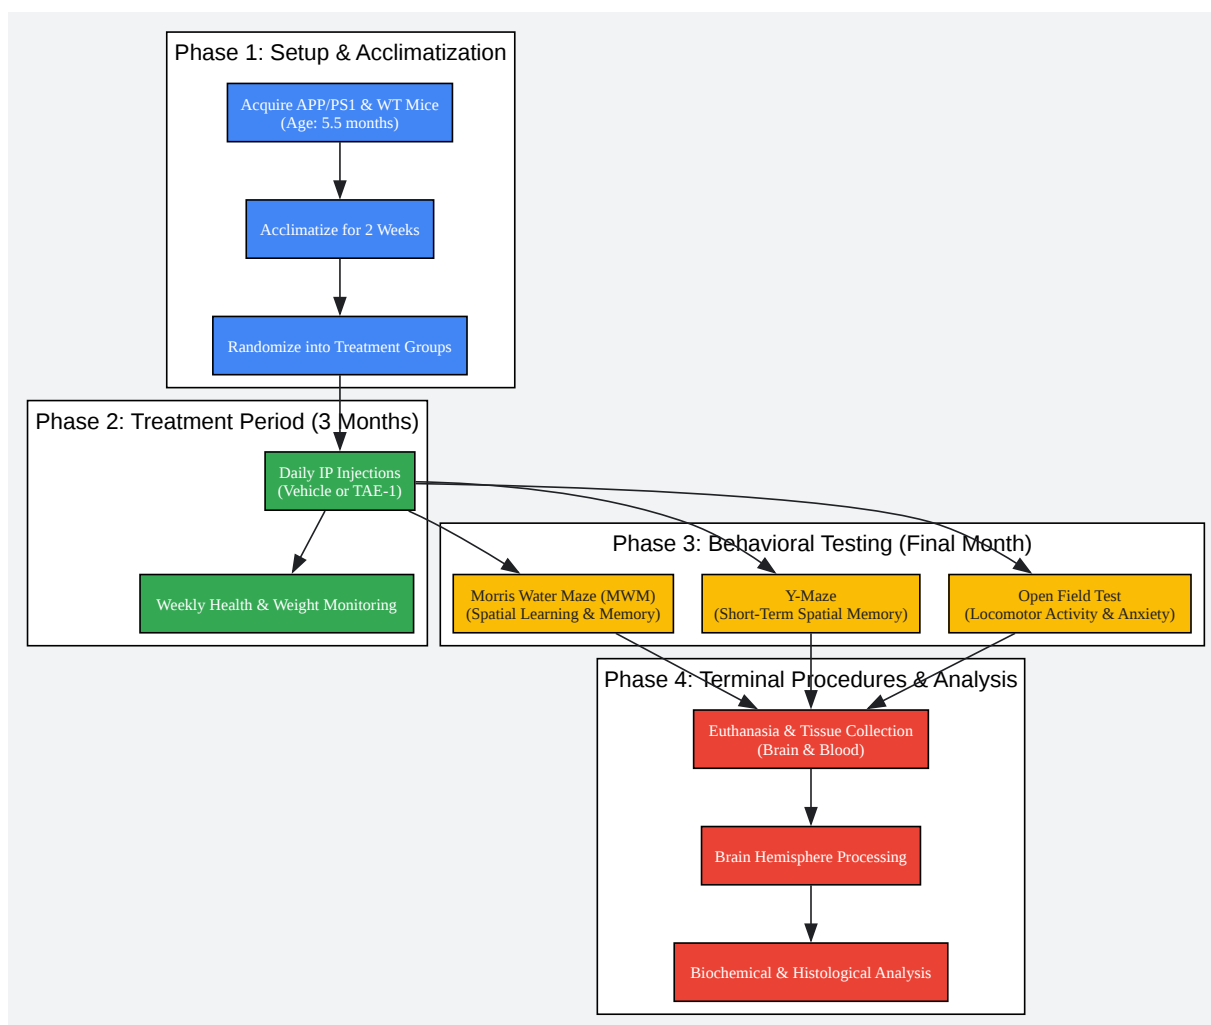 Phase 1: Setup & Acclimatization
Acquire APP/PS1 & WT Mice
(Age: 5.5 months)
Acclimatize for 2 Weeks
Randomize into Treatment Groups
Phase 2: Treatment Period (3 Months)
Daily IP Injections
(Vehicle or TAE-1)
Weekly Health & Weight Monitoring
Phase 3: Behavioral Testing (Final Month)
Morris Water Maze (MWM)
(Spatial Learning & Memory)
Y-Maze
(Short-Term Spatial Memory)
Open Field Test
(Locomotor Activity & Anxiety)
Phase 4: Terminal Procedures & Analysis
Euthanasia & Tissue Collection
(Brain & Blood)
Brain Hemisphere Processing
Biochemical & Histological Analysis